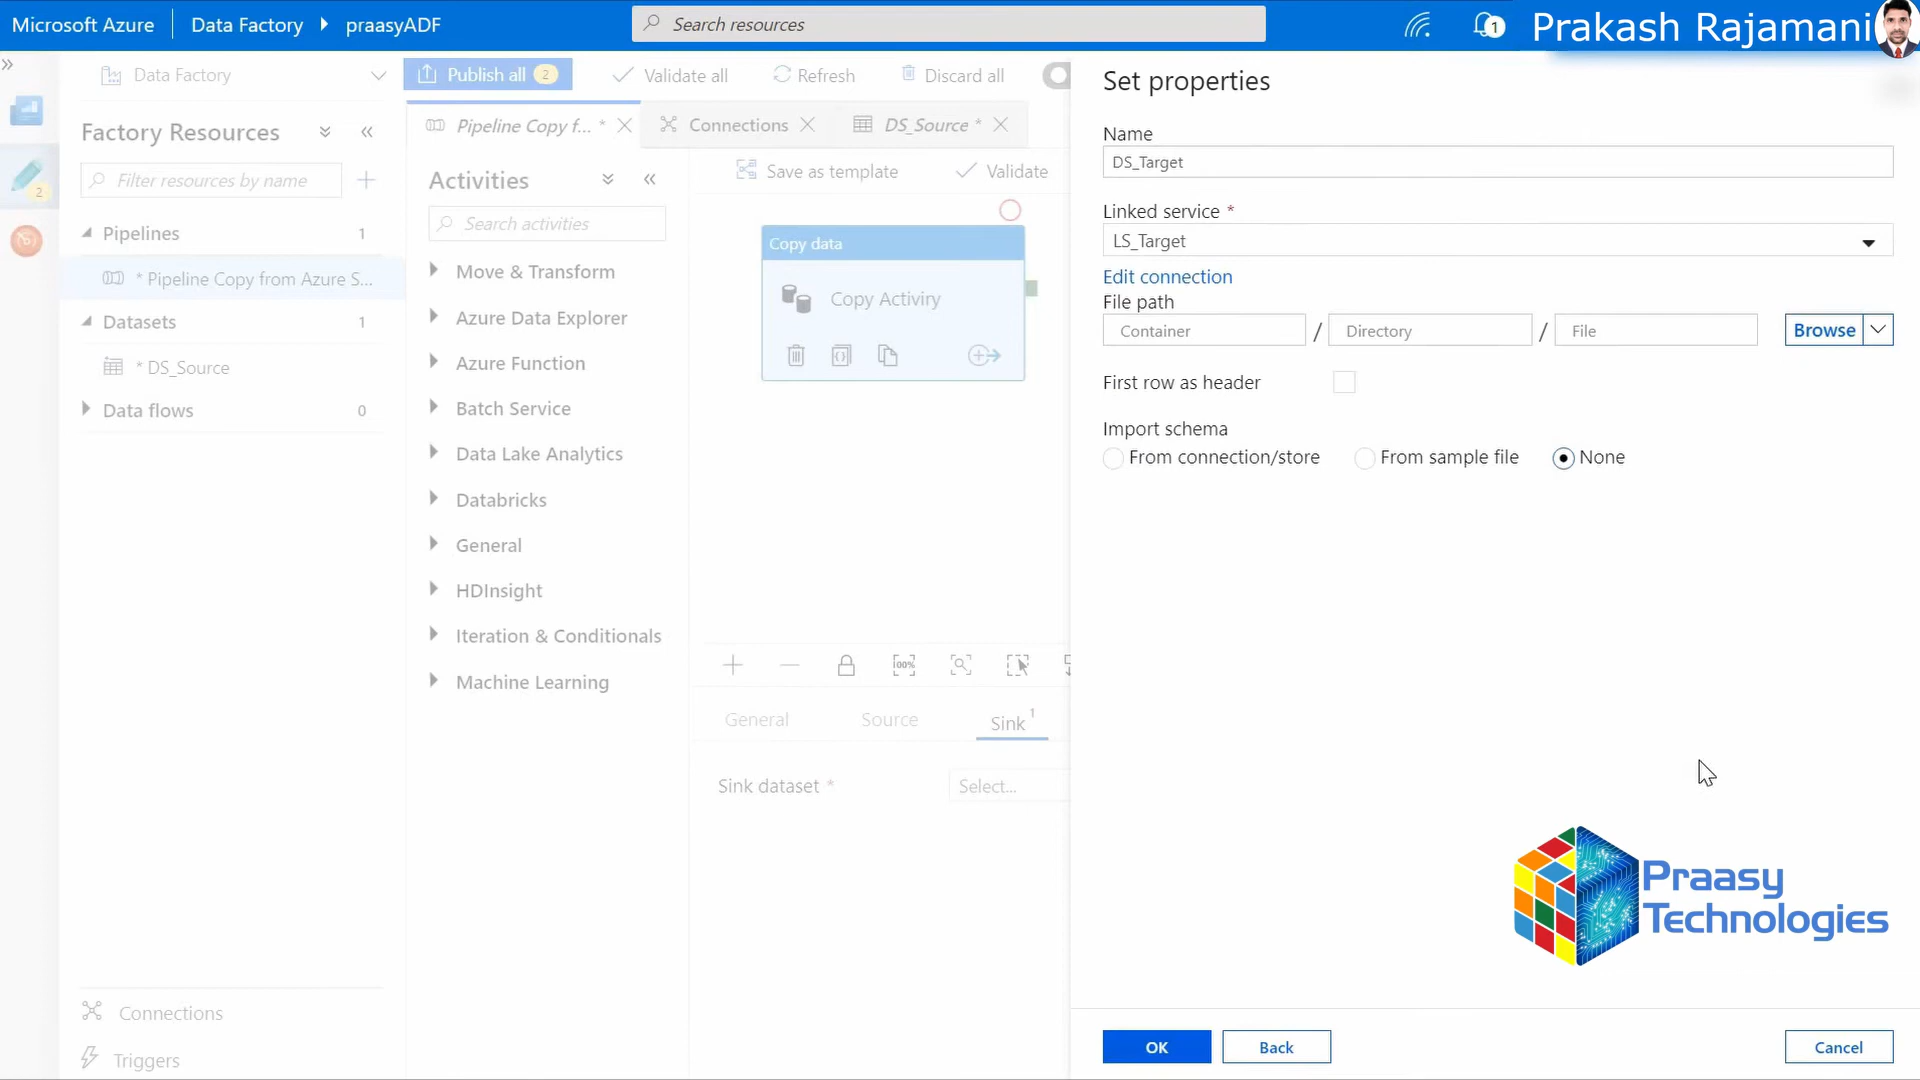 Microsoft Azure
Data Factory
praasyADF
Search resources
1
Prakash Rajamani
Data Factory
Publish all
2
Validate all
Refresh
Discard all
Factory Resources
Filter resources by name
2
Pipelines
1
* Pipeline Copy from Azure S...
Datasets
1
* DS_Source
Data flows
0
Connections
Triggers
Pipeline Copy f... *
Connections
DS_Source *
Activities
Search activities
Move & Transform
Azure Data Explorer
Azure Function
Batch Service
Data Lake Analytics
Databricks
General
HDInsight
Iteration & Conditionals
Machine Learning
Save as template
Validate
Copy data
Copy Activiry
100%
General
Source
Sink 1
Sink dataset *
Select...
Set properties
Name
DS_Target
Linked service *
LS_Target
Edit connection
File path
Container / Directory / File
Browse
First row as header
Import schema
From connection/store
From sample file
None
Praasy
Technologies
OK
Back
Cancel